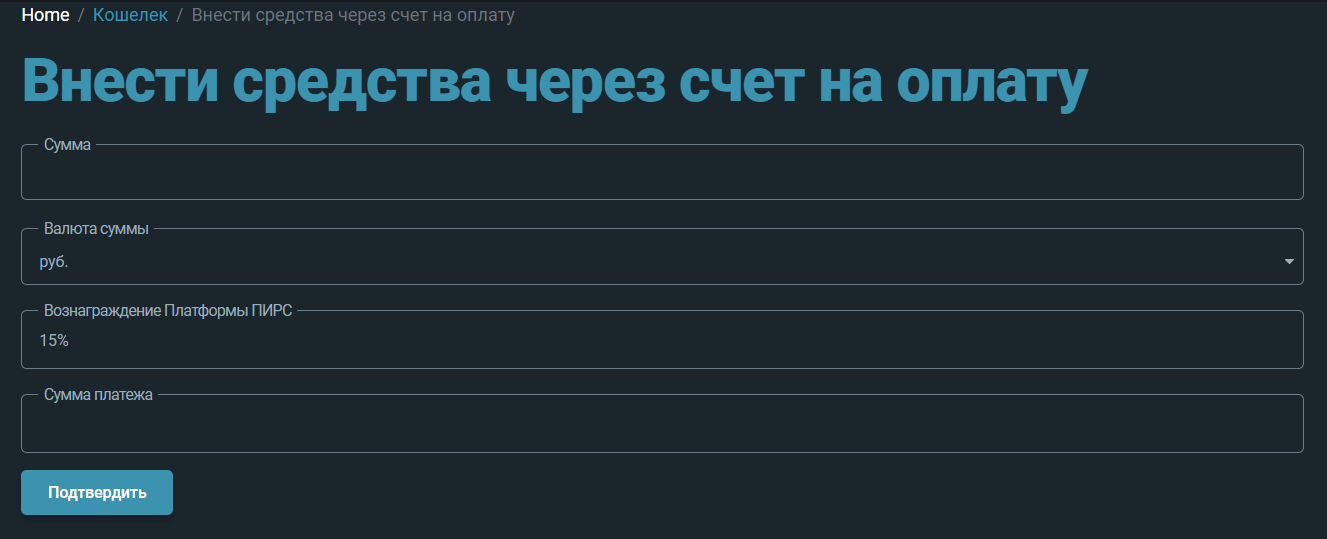 Home / Кошелек / Внести средства через счет на оплату
Внести средства через счет на оплату
Сумма
Валюта суммы
руб.
Вознаграждение Платформы ПИРС
15%
Сумма платежа
Подтвердить